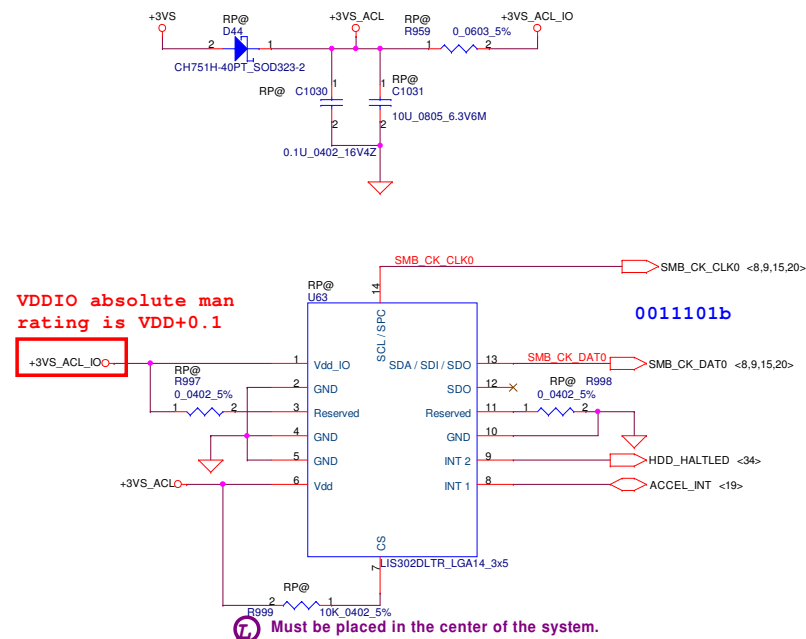 +3VS
RP@
D44
+3VS_ACL
RP@
R959
0_0603_5%
+3VS_ACL_IO
2
1
1
2
CH751H-40PT_SOD323-2
RP@
C1030
1
2
1
RP@
C1031
2
10U_0805_6.3V6M
0.1U_0402_16V4Z
SMB_CK_CLK0
SMB_CK_CLK0 <8,9,15,20>
RP@
U63
14
SCL / SPC
VDDIO absolute man
rating is VDD+0.1
0011101b
+3VS_ACL_IO
1
Vdd_IO
SDA / SDI / SDO
13
SMB_CK_DAT0
SMB_CK_DAT0 <8,9,15,20>
RP@
R997
0_0402_5%
2
GND
SDO
12
RP@
R998
0_0402_5%
1
2
3
Reserved
Reserved
11
1
2
4
GND
GND
10
5
GND
INT 2
9
HDD_HALTLED <34>
+3VS_ACL
6
Vdd
INT 1
8
ACCEL_INT <19>
CS
7
LIS302DLTR_LGA14_3x5
RP@
2
1
R999
10K_0402_5%
L
Must be placed in the center of the system.